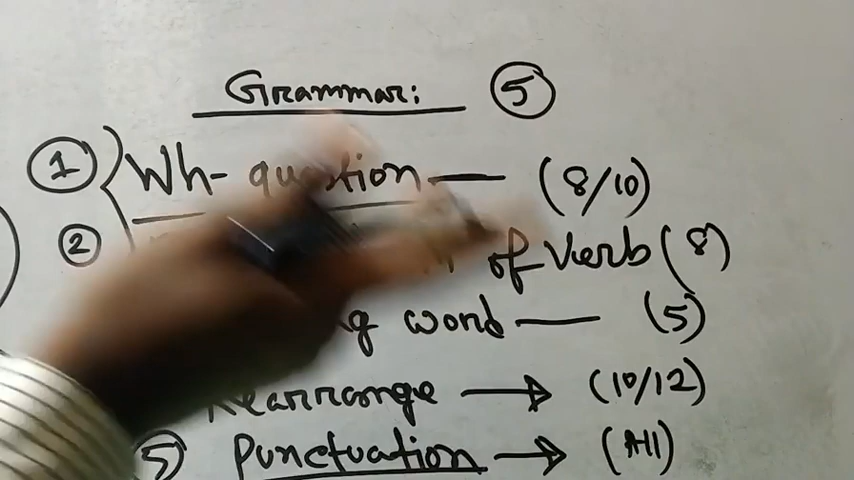 Grammar: 5
1 Wh- question — (8/10)
2 of Verb (8)
word — (5)
Rearrange → (10/12)
5 Punctuation → (All)